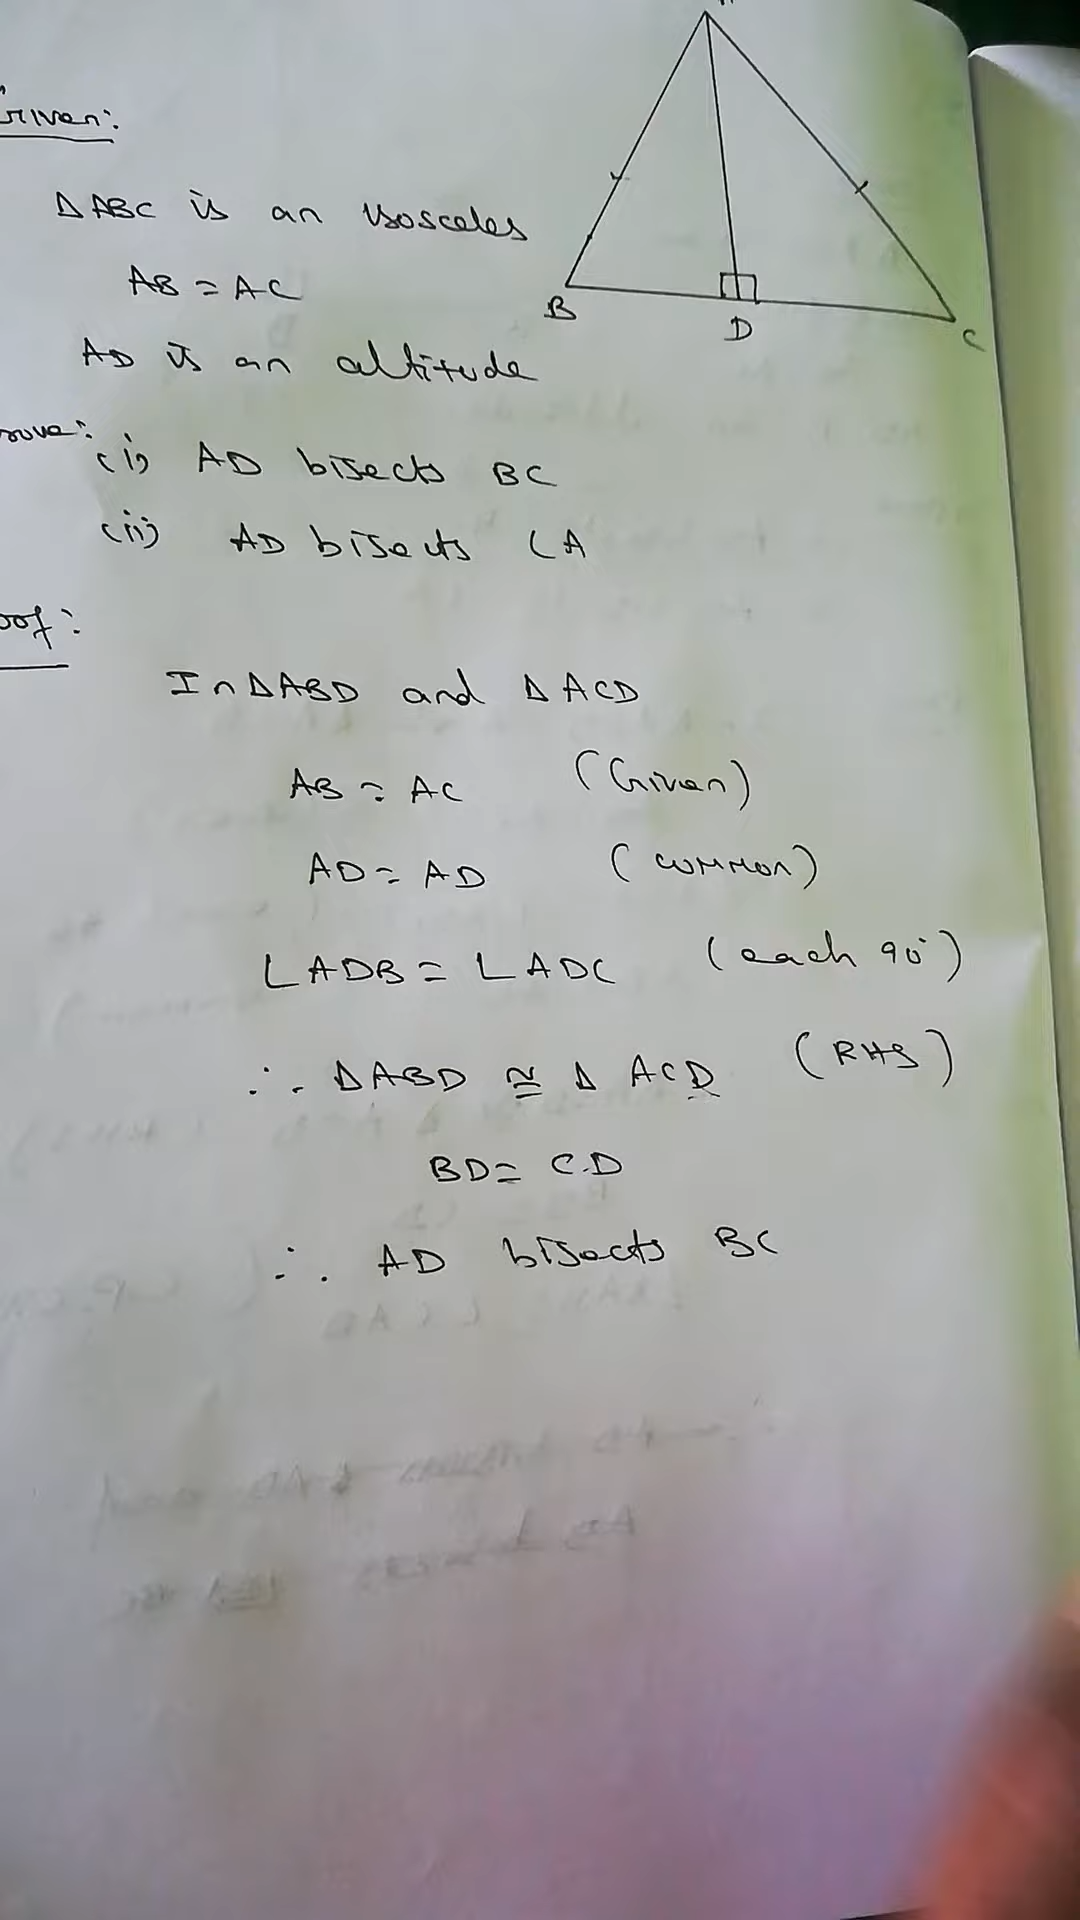 Given:
ΔABC is an isosceles
AB = AC
AD is an altitude
B
D
C
Prove:
(i) AD bisects BC
(ii) AD bisects ∠A
Proof:
In ΔABD and ΔACD
AB = AC (Given)
AD = AD (common)
∠ADB = ∠ADC (each 90°)
∴ ΔABD ≅ ΔACD (RHS)
BD = CD
∴ AD bisects BC